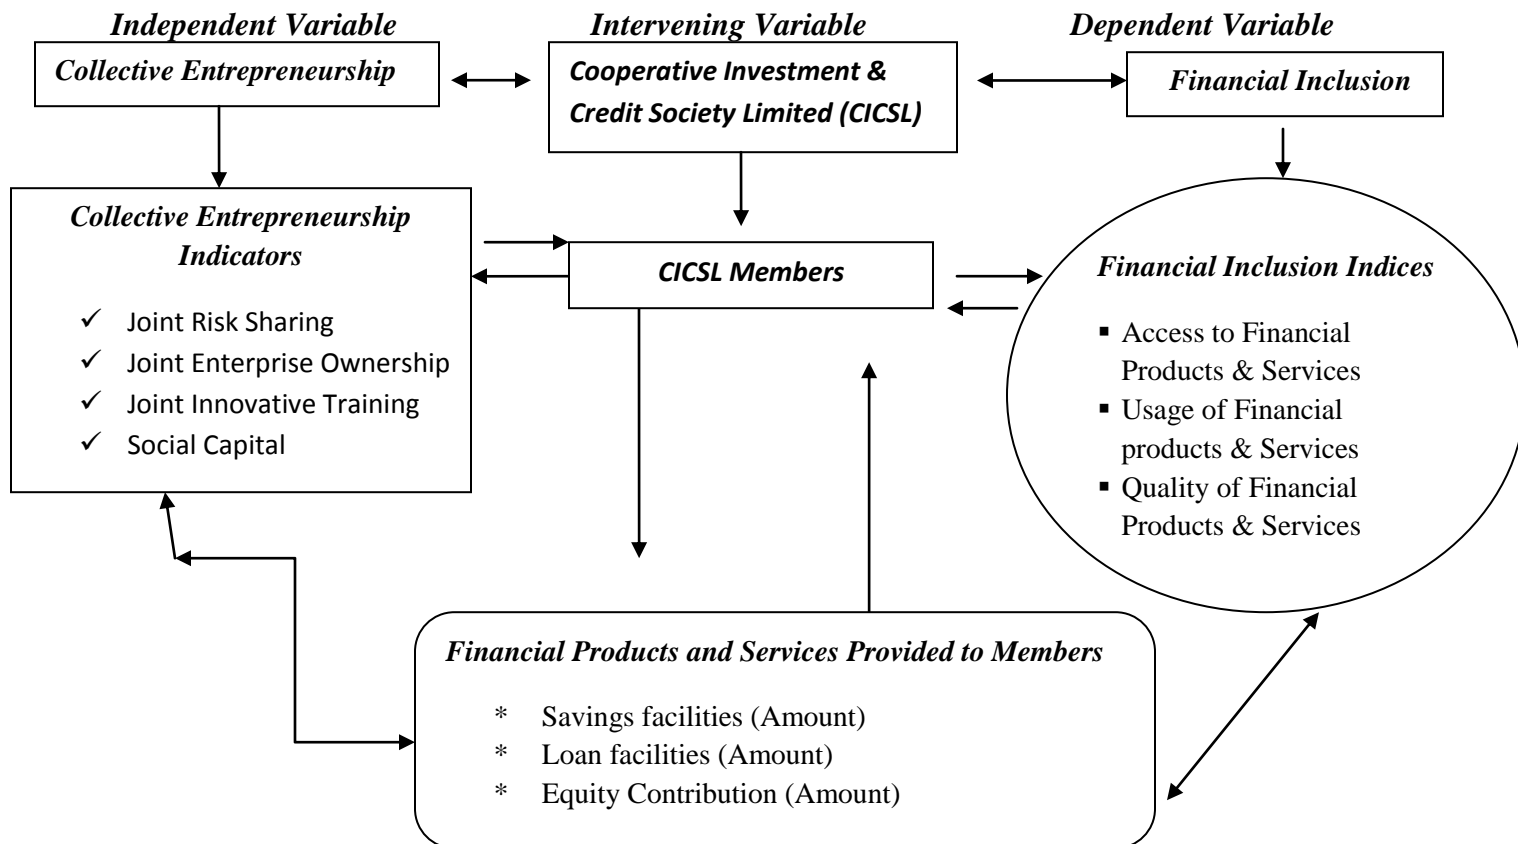 Independent Variable
Intervening Variable
Dependent Variable
Collective Entrepreneurship
Cooperative Investment &
Credit Society Limited (CICSL)
Financial Inclusion
Collective Entrepreneurship
Indicators
✓ Joint Risk Sharing
✓ Joint Enterprise Ownership
✓ Joint Innovative Training
✓ Social Capital
CICSL Members
Financial Inclusion Indices
▪ Access to Financial
Products & Services
▪ Usage of Financial
products & Services
▪ Quality of Financial
Products & Services
Financial Products and Services Provided to Members
* Savings facilities (Amount)
* Loan facilities (Amount)
* Equity Contribution (Amount)